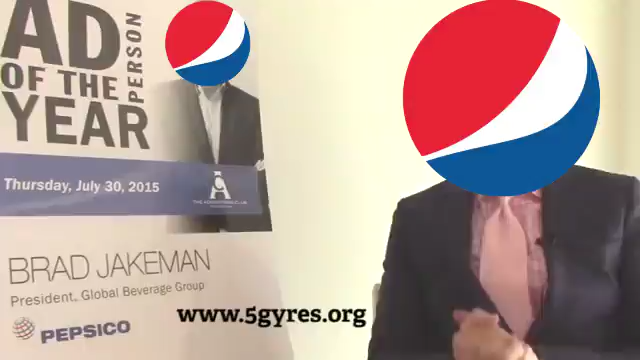 AD
PERSON
OF THE
YEAR
Thursday, July 30, 2015
BRAD JAKEMAN
President, Global Beverage Group
PEPSICO
www.5gyres.org